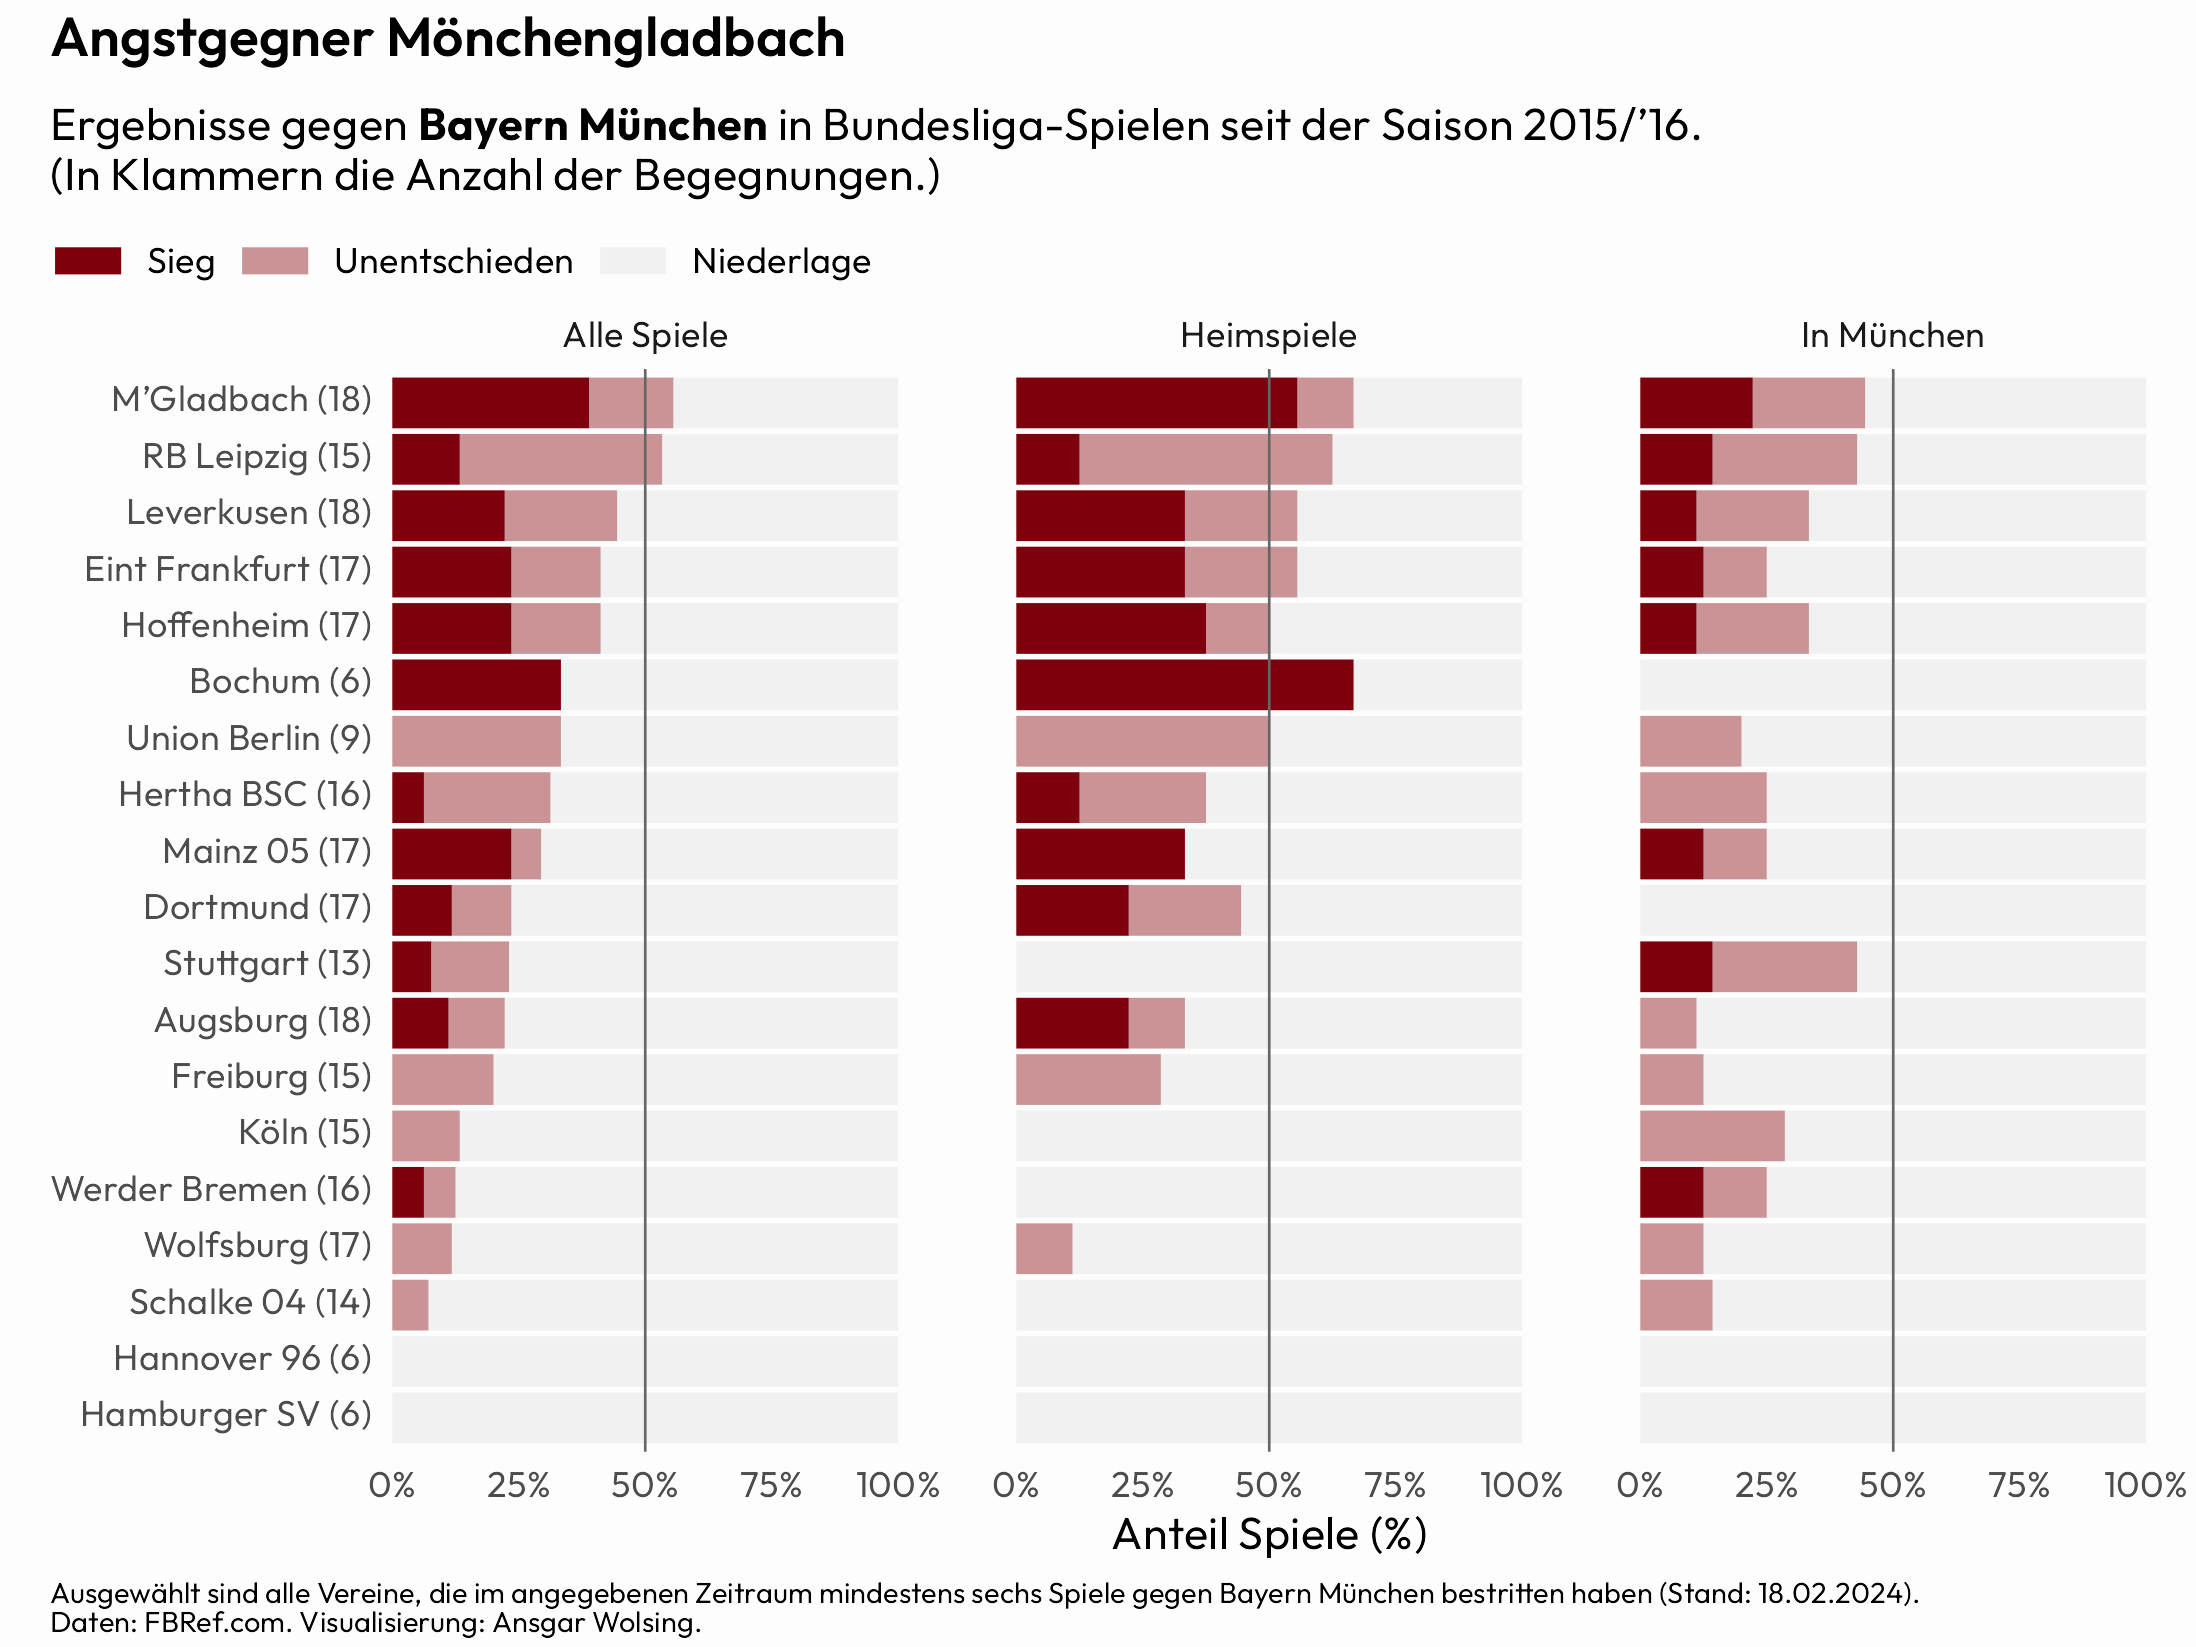 Angstgegner Mönchengladbach
Ergebnisse gegen Bayern München in Bundesliga-Spielen seit der Saison 2015/’16.
(In Klammern die Anzahl der Begegnungen.)
Sieg Unentschieden Niederlage
Alle Spiele Heimspiele In München
M’Gladbach (18)
RB Leipzig (15)
Leverkusen (18)
Eint Frankfurt (17)
Hoffenheim (17)
Bochum (6)
Union Berlin (9)
Hertha BSC (16)
Mainz 05 (17)
Dortmund (17)
Stuttgart (13)
Augsburg (18)
Freiburg (15)
Köln (15)
Werder Bremen (16)
Wolfsburg (17)
Schalke 04 (14)
Hannover 96 (6)
Hamburger SV (6)
0% 25% 50% 75% 100% 0% 25% 50% 75% 100% 0% 25% 50% 75% 100%
Anteil Spiele (%)
Ausgewählt sind alle Vereine, die im angegebenen Zeitraum mindestens sechs Spiele gegen Bayern München bestritten haben (Stand: 18.02.2024).
Daten: FBRef.com. Visualisierung: Ansgar Wolsing.